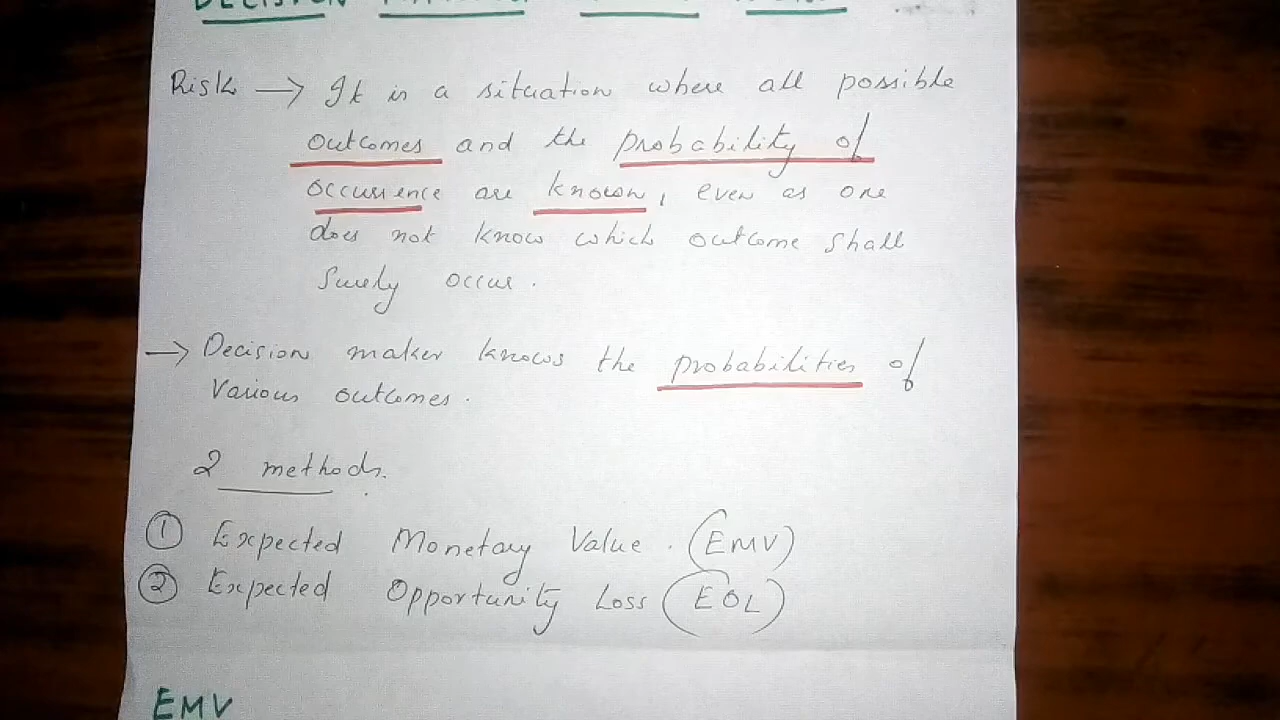 DECISION
Risk → It is a situation where all possible
outcomes and the probability of
occurrence are known, even as one
does not know which outcome shall
surely occur.
→ Decision maker knows the probabilities of
various outcomes.
2 methods.
① Expected Monetary Value. (EMV)
② Expected Opportunity Loss (EOL)
EMV